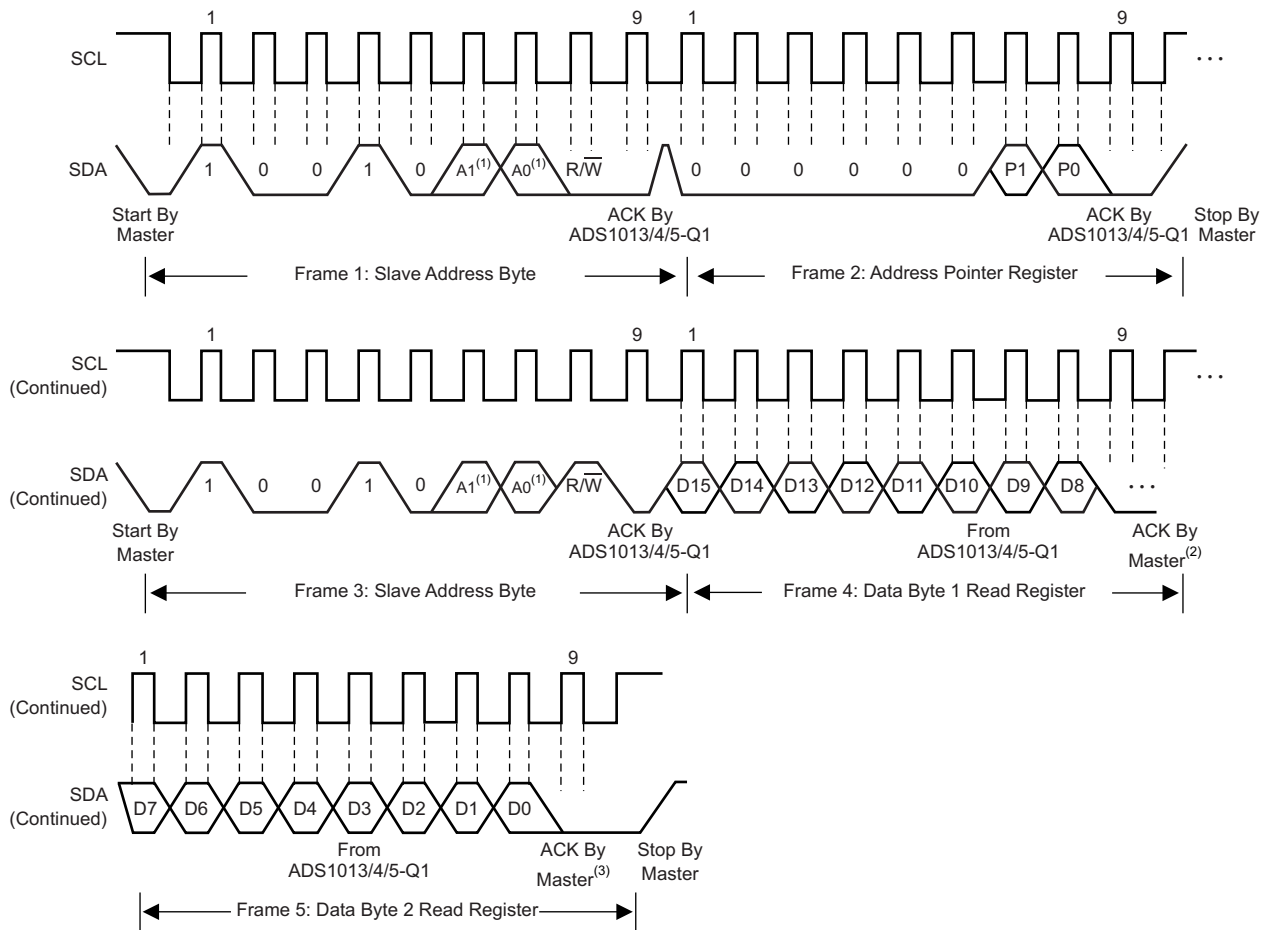 1 9 1 9
SCL ...
SDA 1 0 0 1 0 A1(1) A0(1) R/W̅ 0 0 0 0 0 0 P1 P0
Start By
Master
ACK By
ADS1013/4/5-Q1
ACK By
ADS1013/4/5-Q1
Stop By
Master
Frame 1: Slave Address Byte
Frame 2: Address Pointer Register
1 9 1 9
SCL
(Continued)
...
SDA
(Continued)
1 0 0 1 0 A1(1) A0(1) R/W̅ D15 D14 D13 D12 D11 D10 D9 D8 ...
Start By
Master
ACK By
ADS1013/4/5-Q1
From
ADS1013/4/5-Q1
ACK By
Master(2)
Frame 3: Slave Address Byte
Frame 4: Data Byte 1 Read Register
1 9
SCL
(Continued)
SDA
(Continued)
D7 D6 D5 D4 D3 D2 D1 D0
From
ADS1013/4/5-Q1
ACK By
Master(3)
Stop By
Master
Frame 5: Data Byte 2 Read Register